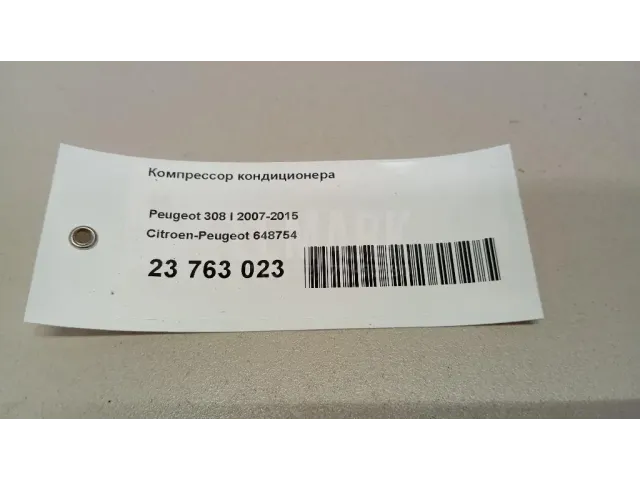 Компрессор кондиционера
Peugeot 308 I 2007-2015
Citroen-Peugeot 648754
23 763 023